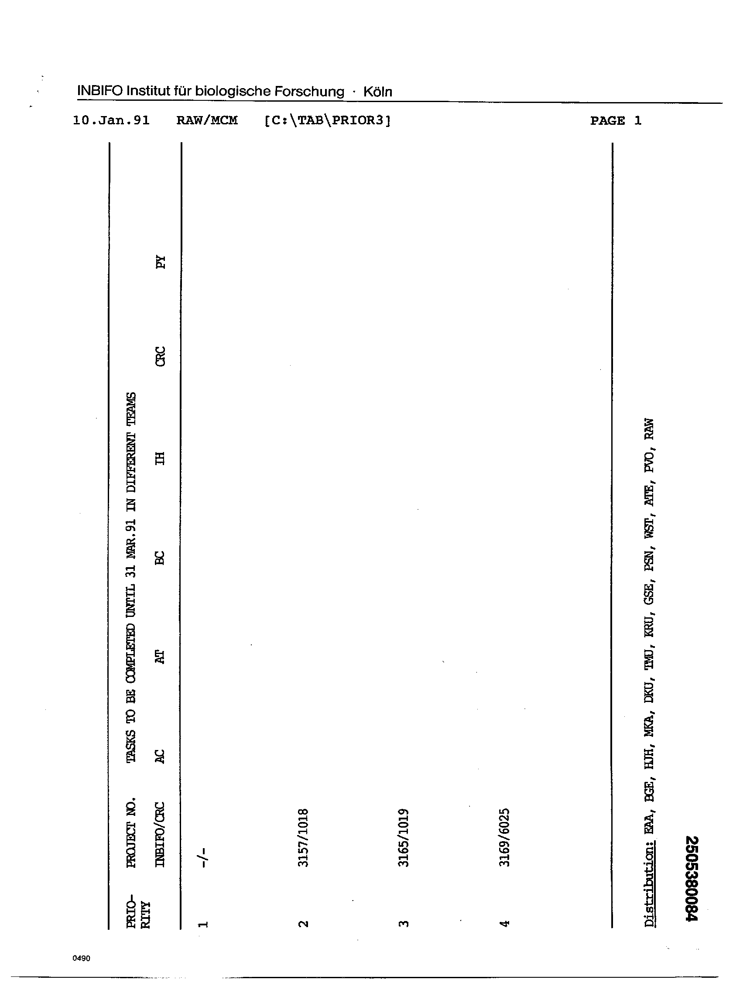 INBIFO Institut für biologische Forschung · Köln
10.Jan.91 RAW/MCM [C:\TAB\PRIOR3] PAGE 1
PRIO- PROJECT NO. TASKS TO BE COMPLETED UNTIL 31 MAR.91 IN DIFFERENT TEAMS
RITY INBIFO/CRC AC AT BC IH CRC PY
1 -/-
2 3157/1018
3 3165/1019
4 3169/6025
Distribution: EAA, BGE, HJH, MKA, DKU, TMU, KRU, GSE, PSN, WST, ATE, PVO, RAW
2505380084
0490